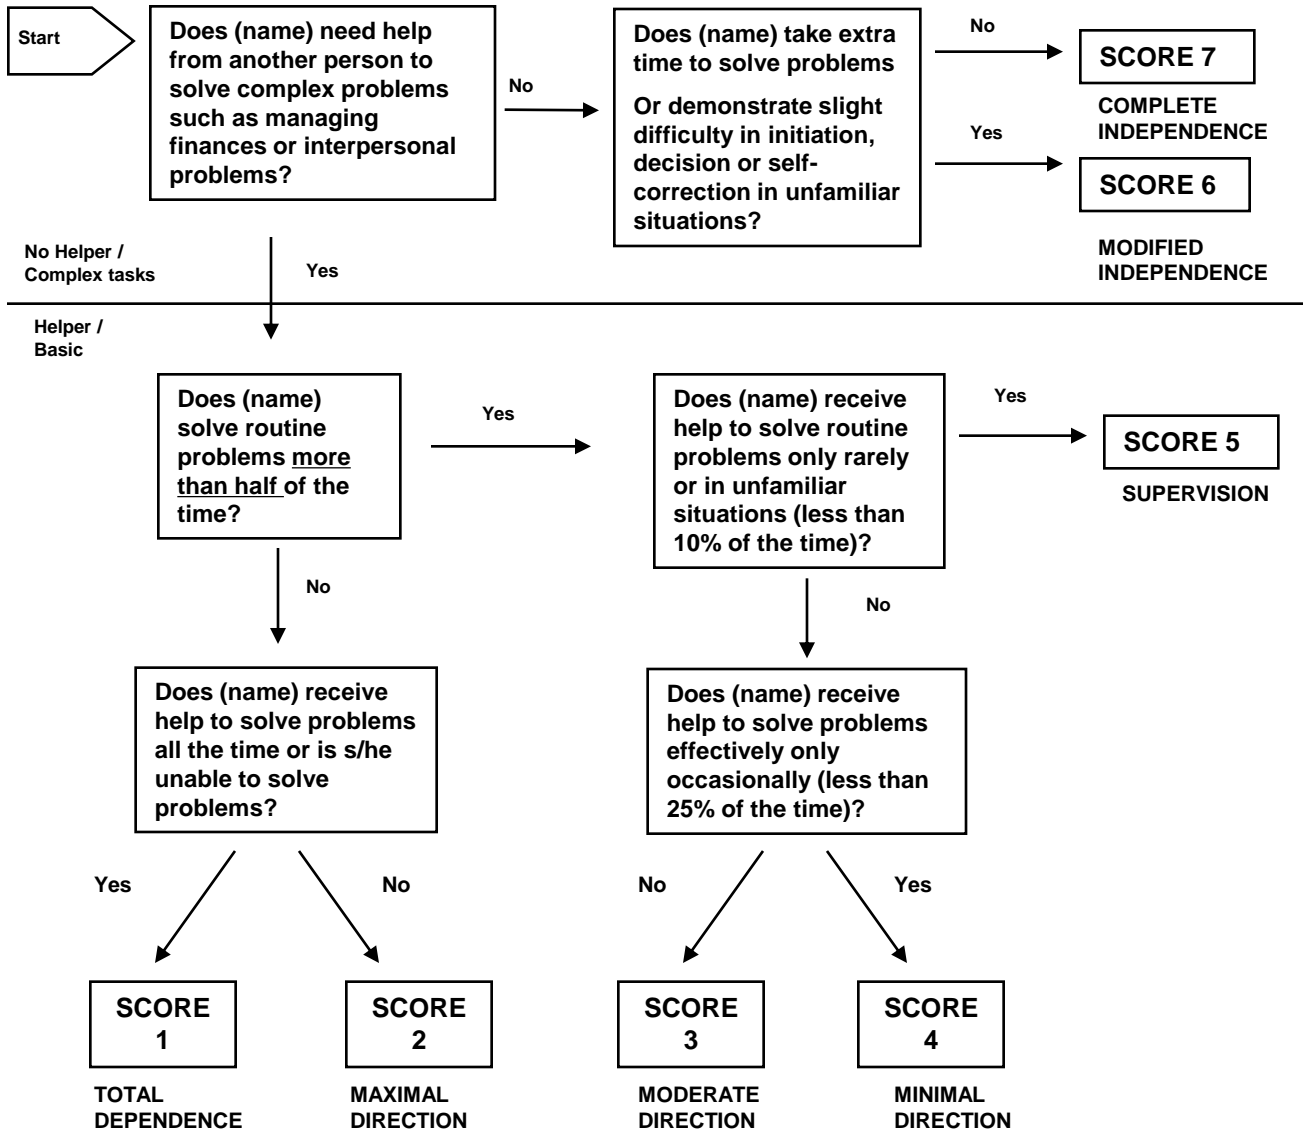 Start
Does (name) need help
from another person to
solve complex problems
such as managing
finances or interpersonal
problems?
No
Does (name) take extra
time to solve problems
Or demonstrate slight
difficulty in initiation,
decision or self-
correction in unfamiliar
situations?
No
SCORE 7
COMPLETE
INDEPENDENCE
Yes
SCORE 6
MODIFIED
INDEPENDENCE
No Helper /
Complex tasks
Yes
Helper /
Basic
Does (name)
solve routine
problems more
than half of the
time?
Yes
Does (name) receive
help to solve routine
problems only rarely
or in unfamiliar
situations (less than
10% of the time)?
Yes
SCORE 5
SUPERVISION
No
No
Does (name) receive
help to solve problems
all the time or is s/he
unable to solve
problems?
Does (name) receive
help to solve problems
effectively only
occasionally (less than
25% of the time)?
Yes
No
No
Yes
SCORE
1
TOTAL
DEPENDENCE
SCORE
2
MAXIMAL
DIRECTION
SCORE
3
MODERATE
DIRECTION
SCORE
4
MINIMAL
DIRECTION